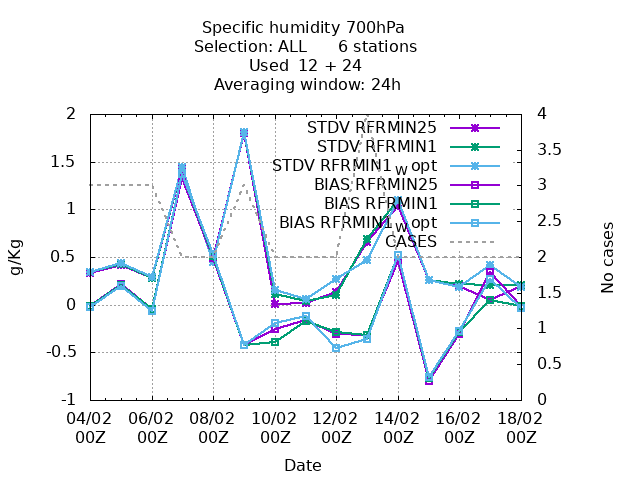 Specific humidity 700hPa
Selection: ALL      6 stations
Used  12 + 24
Averaging window: 24h
STDV RFRMIN25
STDV RFRMIN1
STDV RFRMIN1_W opt
BIAS RFRMIN25
BIAS RFRMIN1
BIAS RFRMIN1_W opt
CASES
2
1.5
1
0.5
0
-0.5
-1
4
3.5
3
2.5
2
1.5
1
0.5
0
g/Kg
No cases
04/02 06/02 08/02 10/02 12/02 14/02 16/02 18/02
00Z 00Z 00Z 00Z 00Z 00Z 00Z 00Z
Date